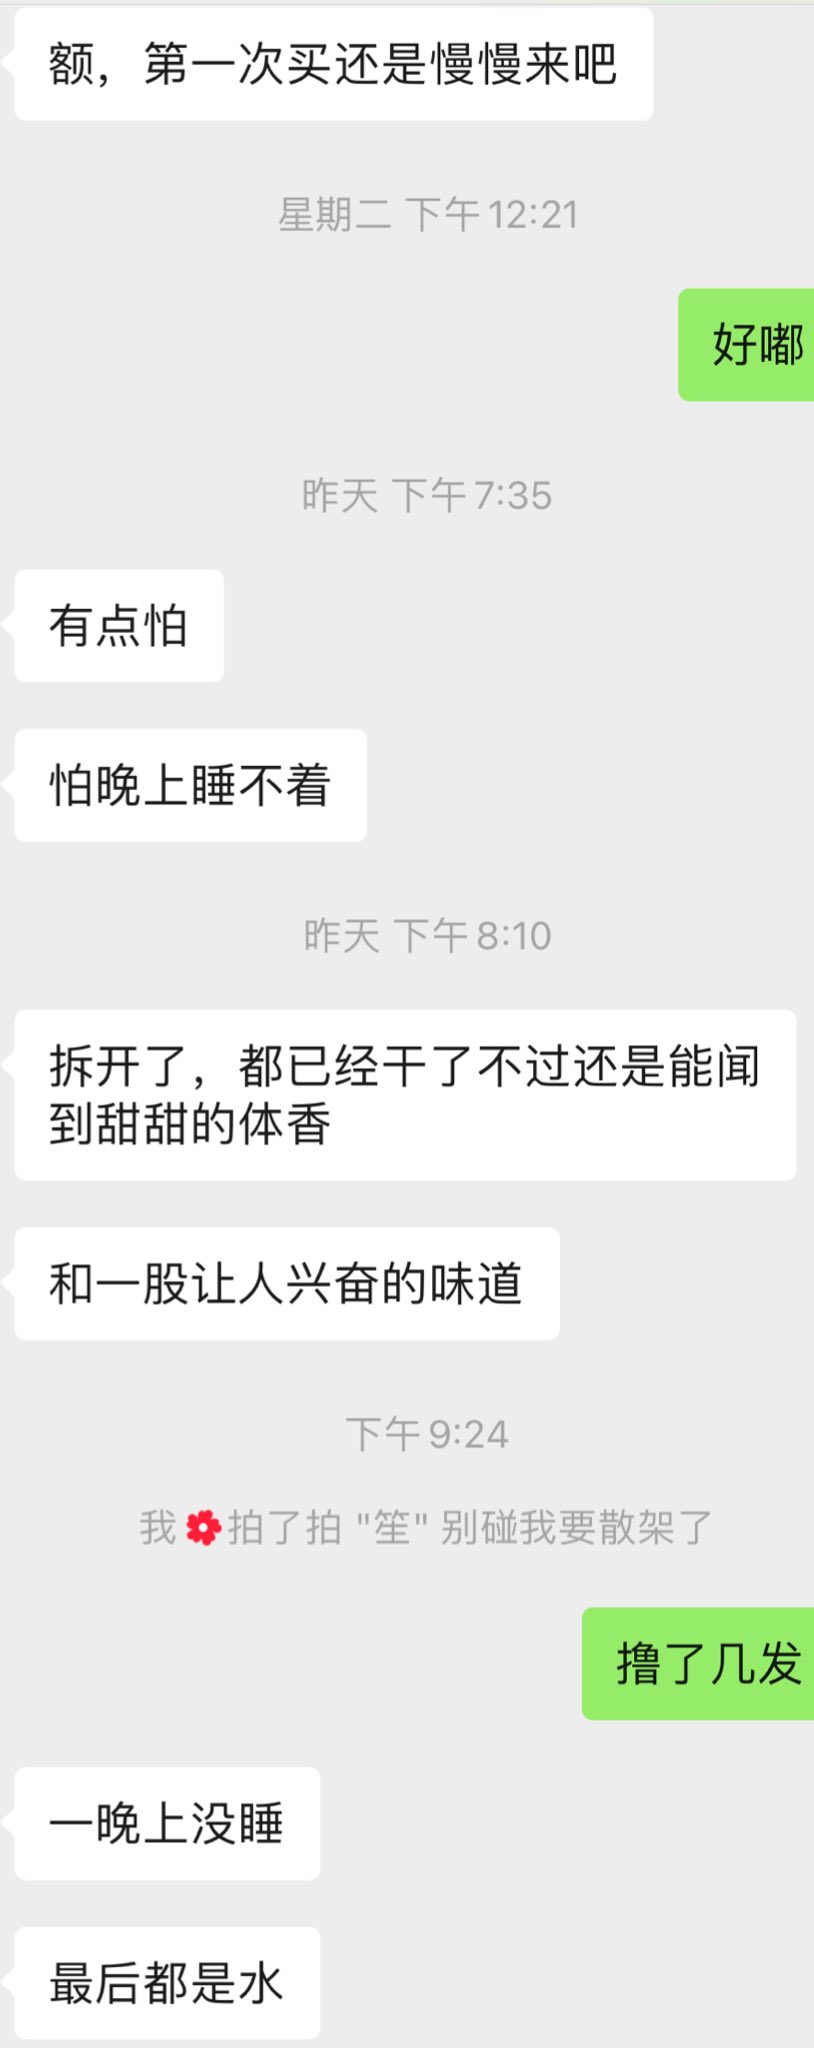 额，第一次买还是慢慢来吧
星期二 下午12:21
好嘟
昨天 下午7:35
有点怕
怕晚上睡不着
昨天 下午8:10
拆开了，都已经干了不过还是能闻
到甜甜的体香
和一股让人兴奋的味道
下午9:24
我拍了拍 "笙" 别碰我要散架了
撸了几发
一晚上没睡
最后都是水